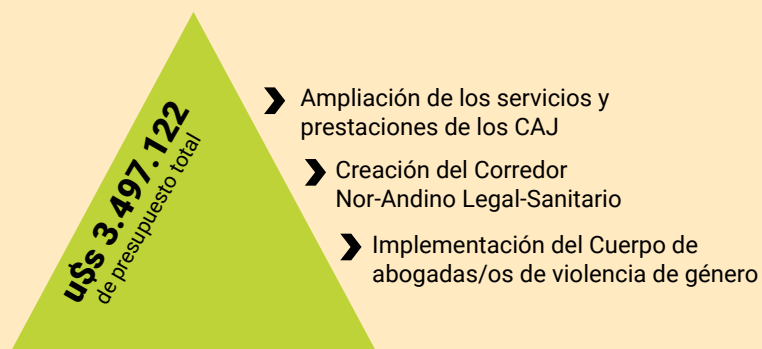 u$s 3.497.122
de presupuesto total
Ampliación de los servicios y
prestaciones de los CAJ
Creación del Corredor
Nor-Andino Legal-Sanitario
Implementación del Cuerpo de
abogadas/os de violencia de género